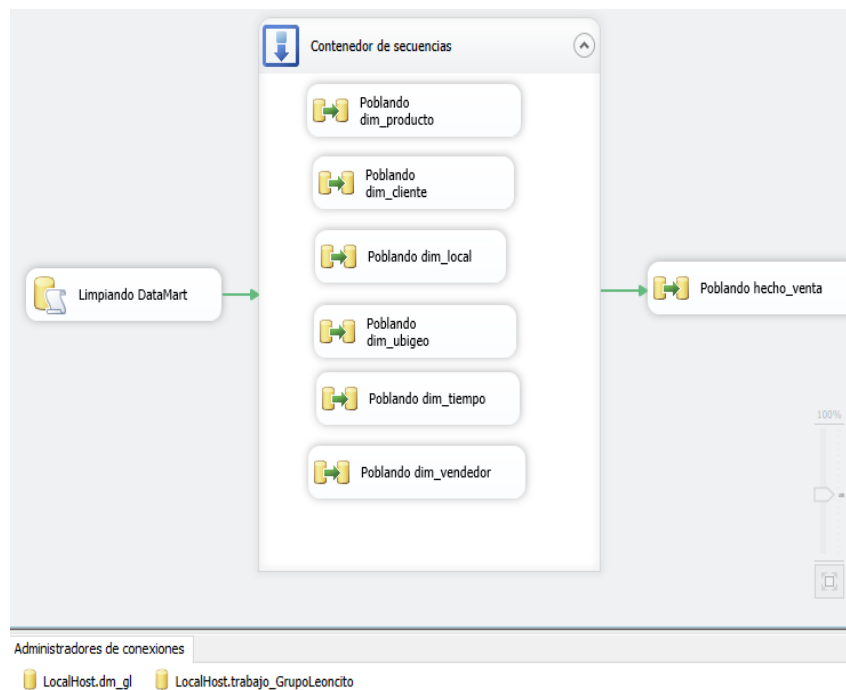 Contenedor de secuencias
Poblando
dim_producto
Poblando
dim_cliente
Poblando dim_local
Limpiando DataMart
Poblando hecho_venta
Poblando
dim_ubigeo
Poblando dim_tiempo
100%
Poblando dim_vendedor
Administradores de conexiones
LocalHost.dm_gl
LocalHost.trabajo_GrupoLeoncito